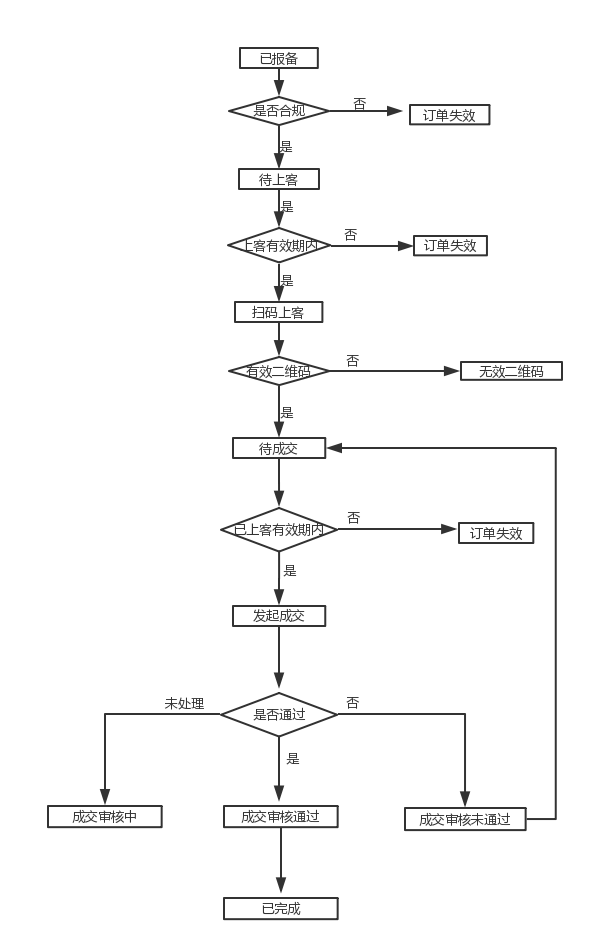 已报备
是否合规
否
订单失效
是
待上客
是
上客有效期内
否
订单失效
是
扫码上客
有效二维码
否
无效二维码
是
待成交
已上客有效期内
否
订单失效
是
发起成交
未处理
是否通过
否
是
成交审核中
成交审核通过
成交审核未通过
已完成